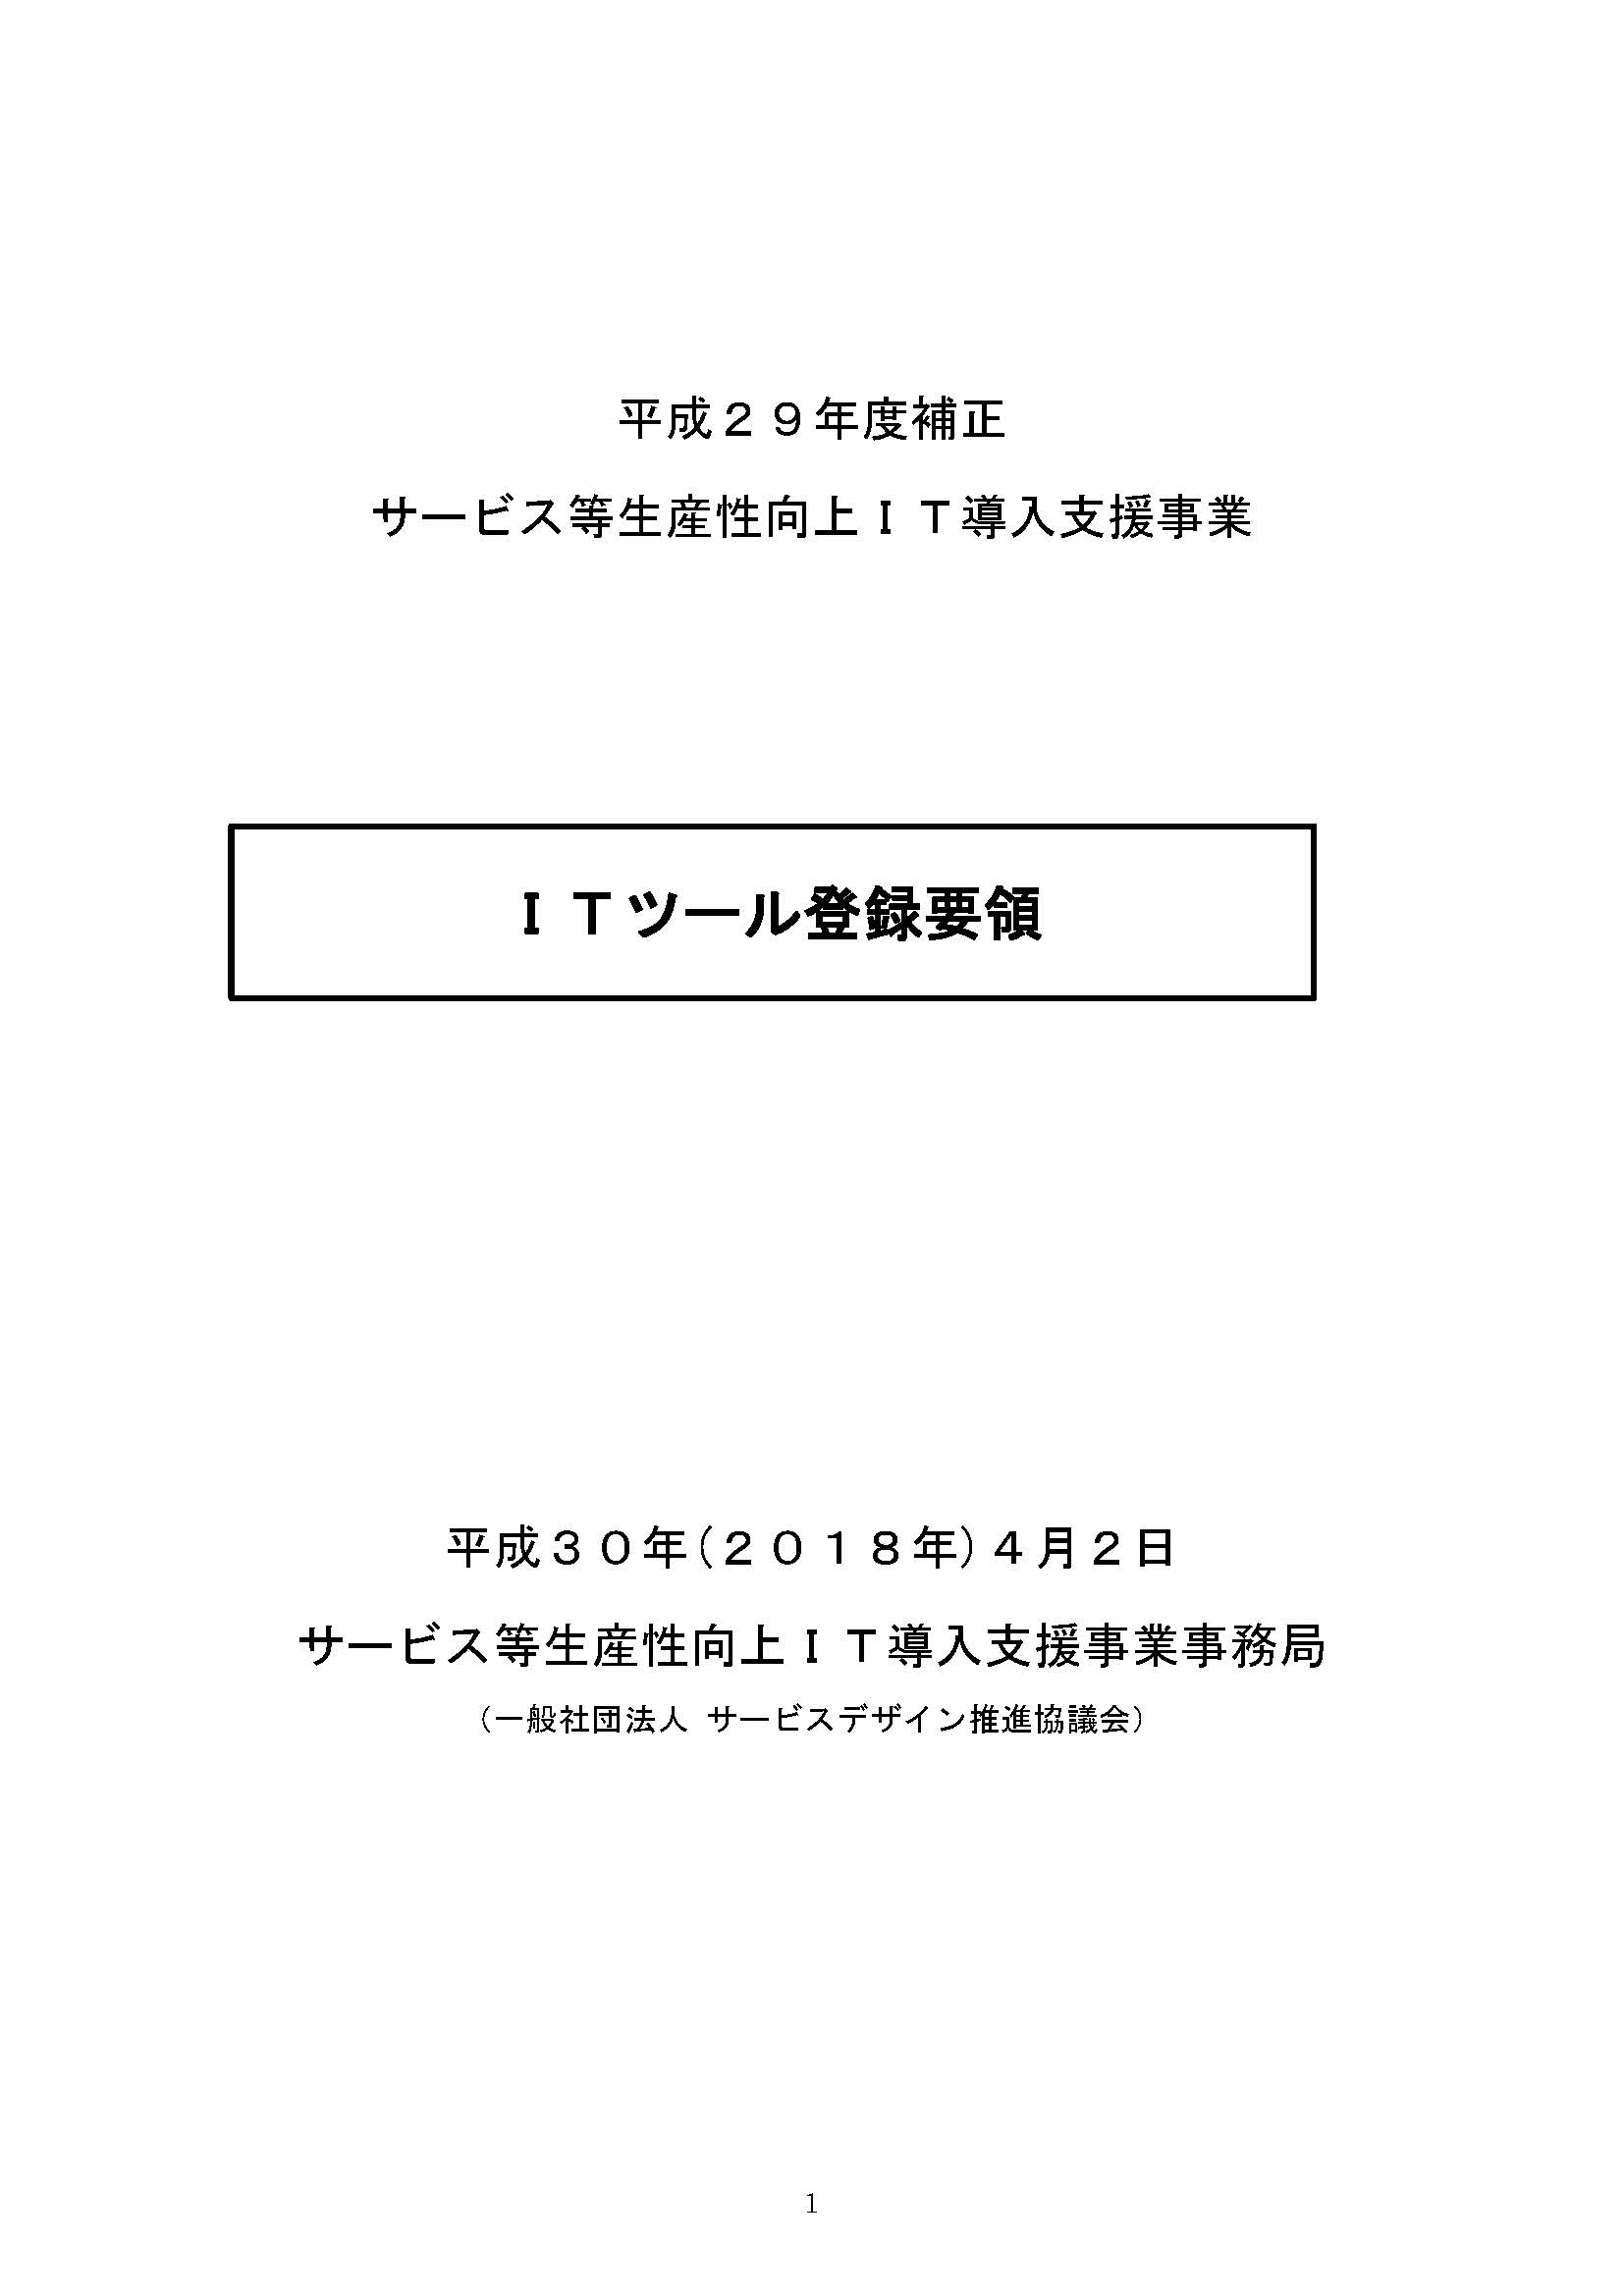 平成２９年度補正
サービス等生産性向上ＩＴ導入支援事業
ＩＴツール登録要領
平成３０年(２０１８年)４月２日
サービス等生産性向上ＩＴ導入支援事業事務局
（一般社団法人 サービスデザイン推進協議会）
1